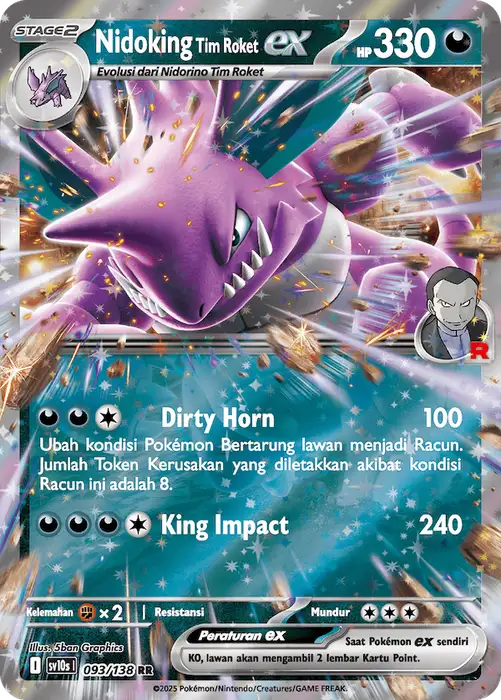 STAGE2
Nidoking Tim Roket ex HP 330
Evolusi dari Nidorino Tim Roket
R
Dirty Horn 100
Ubah kondisi Pokémon Bertarung lawan menjadi Racun.
Jumlah Token Kerusakan yang diletakkan akibat kondisi
Racun ini adalah 8.
King Impact 240
Kelemahan ×2 Resistansi Mundur
Illus. 5ban Graphics
Peraturan ex Saat Pokémon ex sendiri
KO, lawan akan mengambil 2 lembar Kartu Point.
sv10s I 093/138 RR
©2025 Pokémon/Nintendo/Creatures/GAME FREAK.